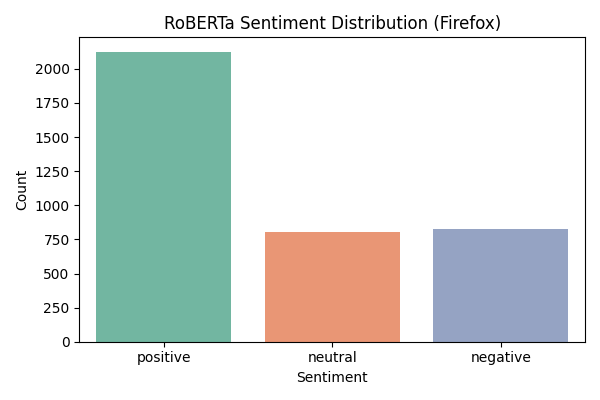 RoBERTa Sentiment Distribution (Firefox)
2000
1750
1500
1250
1000
750
500
250
0
Count
positive neutral negative
Sentiment